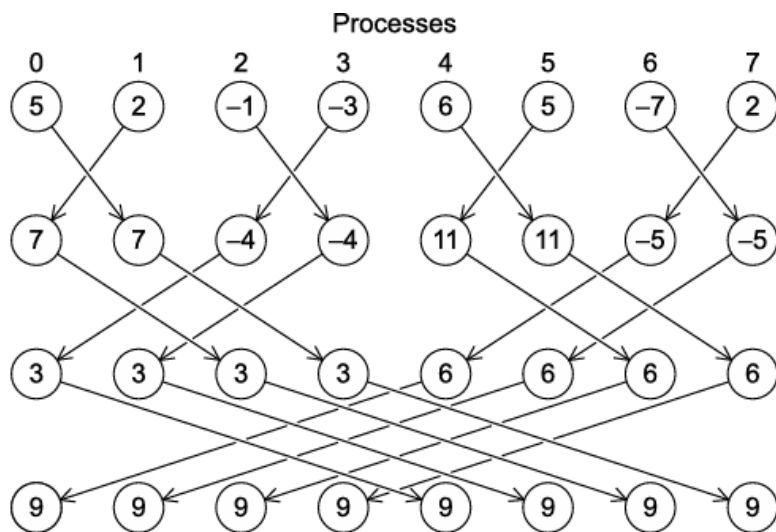 Processes
0 1 2 3 4 5 6 7
5 2 –1 –3 6 5 –7 2
7 7 –4 –4 11 11 –5 –5
3 3 3 3 6 6 6 6
9 9 9 9 9 9 9 9